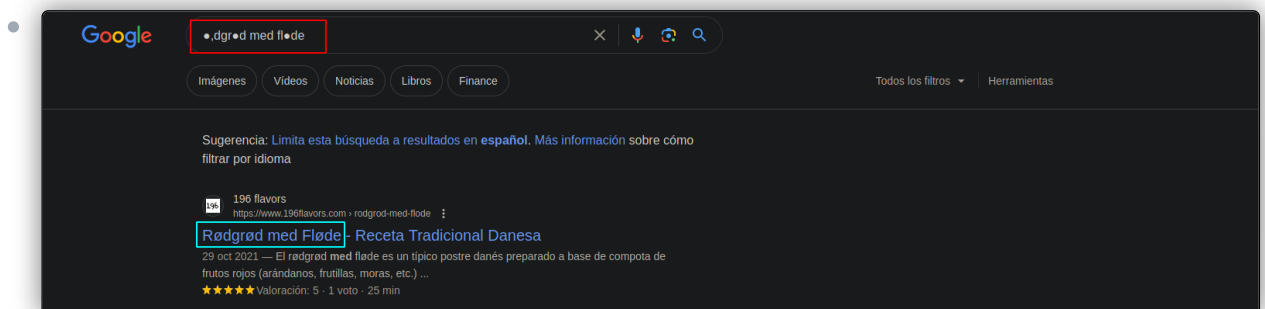 Google
●,dgr●d med fl●de
Imágenes Vídeos Noticias Libros Finance
Todos los filtros Herramientas
Sugerencia: Limita esta búsqueda a resultados en español. Más información sobre cómo
filtrar por idioma
196
196 flavors
https://www.196flavors.com › rodgrod-med-flode
Rødgrød med Fløde - Receta Tradicional Danesa
29 oct 2021 — El rødgrød med fløde es un típico postre danés preparado a base de compota de
frutos rojos (arándanos, frutillas, moras, etc.) ...
Valoración: 5 · 1 voto · 25 min